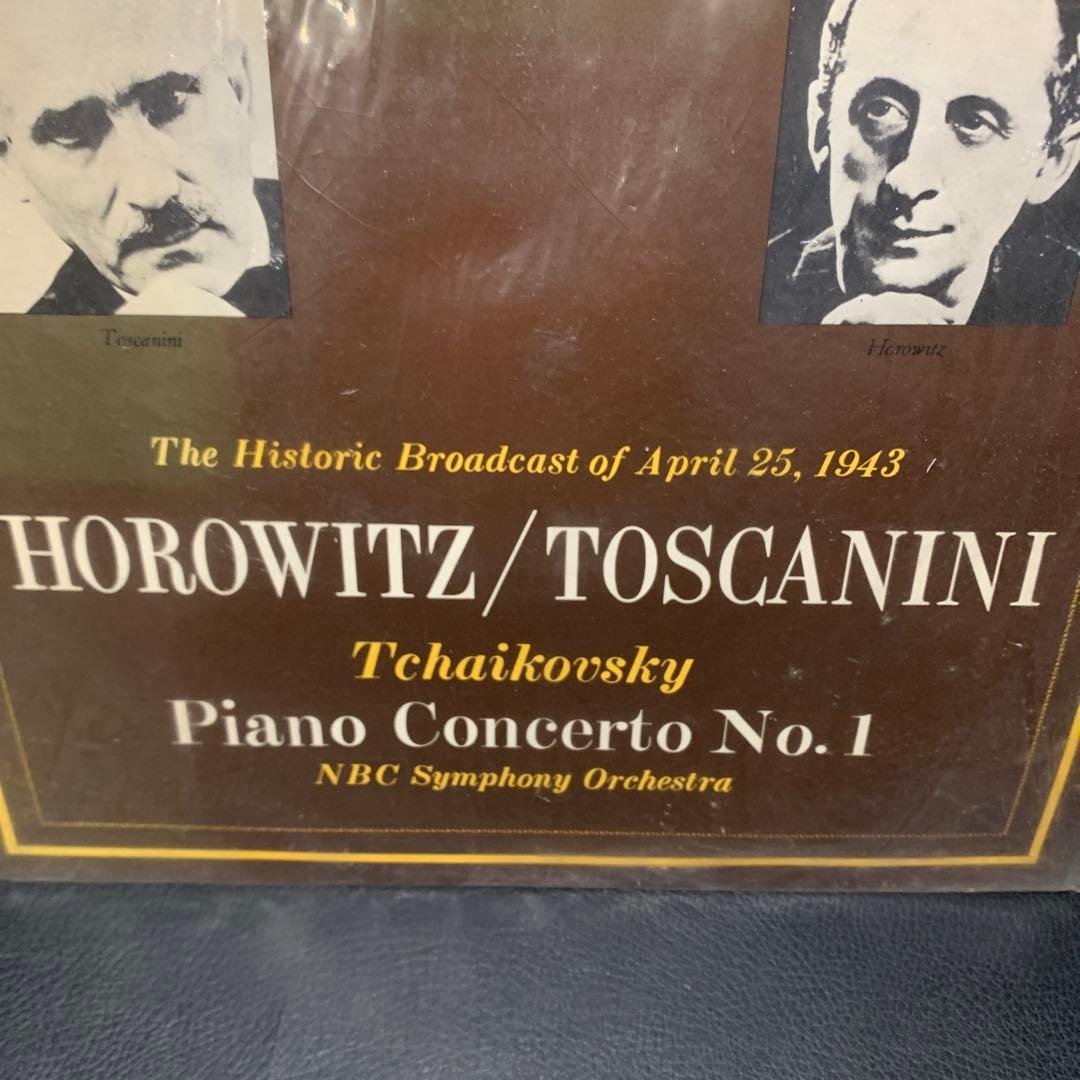 Toscanini
Horowitz
The Historic Broadcast of April 25, 1943
HOROWITZ/TOSCANINI
Tchaikovsky
Piano Concerto No. 1
NBC Symphony Orchestra